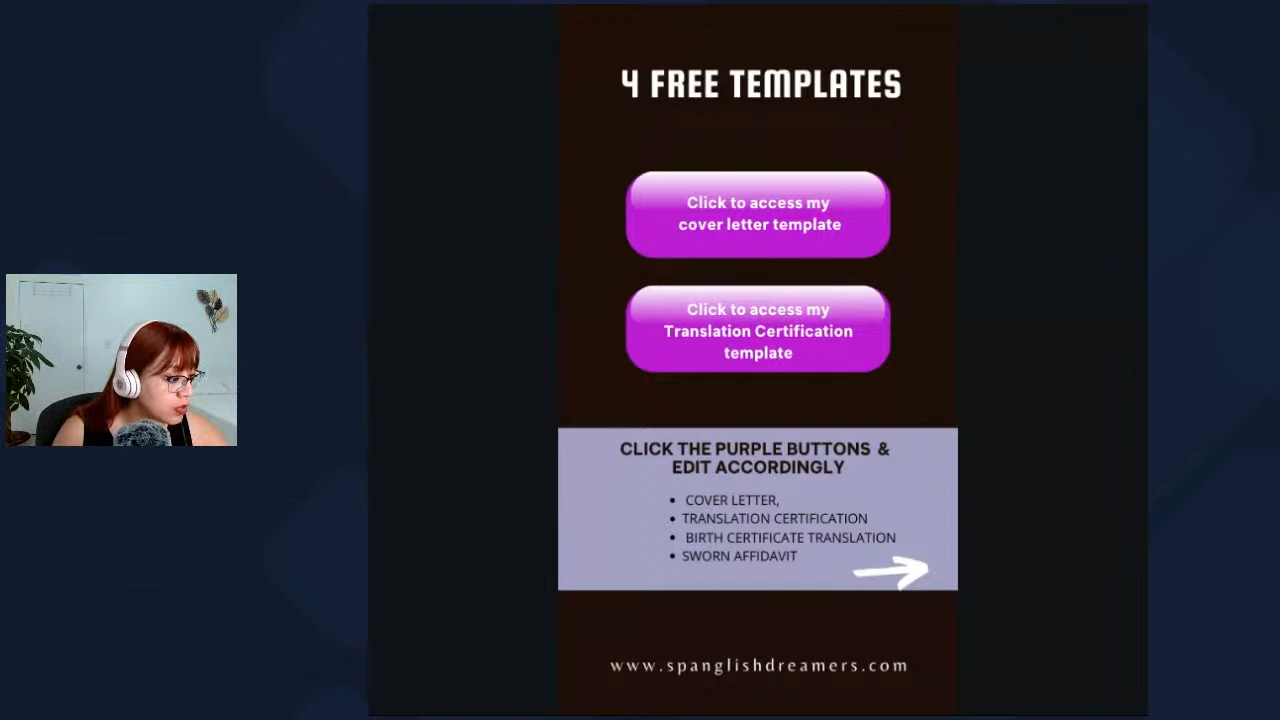 4 FREE TEMPLATES
Click to access my
cover letter template
Click to access my
Translation Certification
template
CLICK THE PURPLE BUTTONS &
EDIT ACCORDINGLY
• COVER LETTER,
• TRANSLATION CERTIFICATION
• BIRTH CERTIFICATE TRANSLATION
• SWORN AFFIDAVIT
www.spanglishdreamers.com